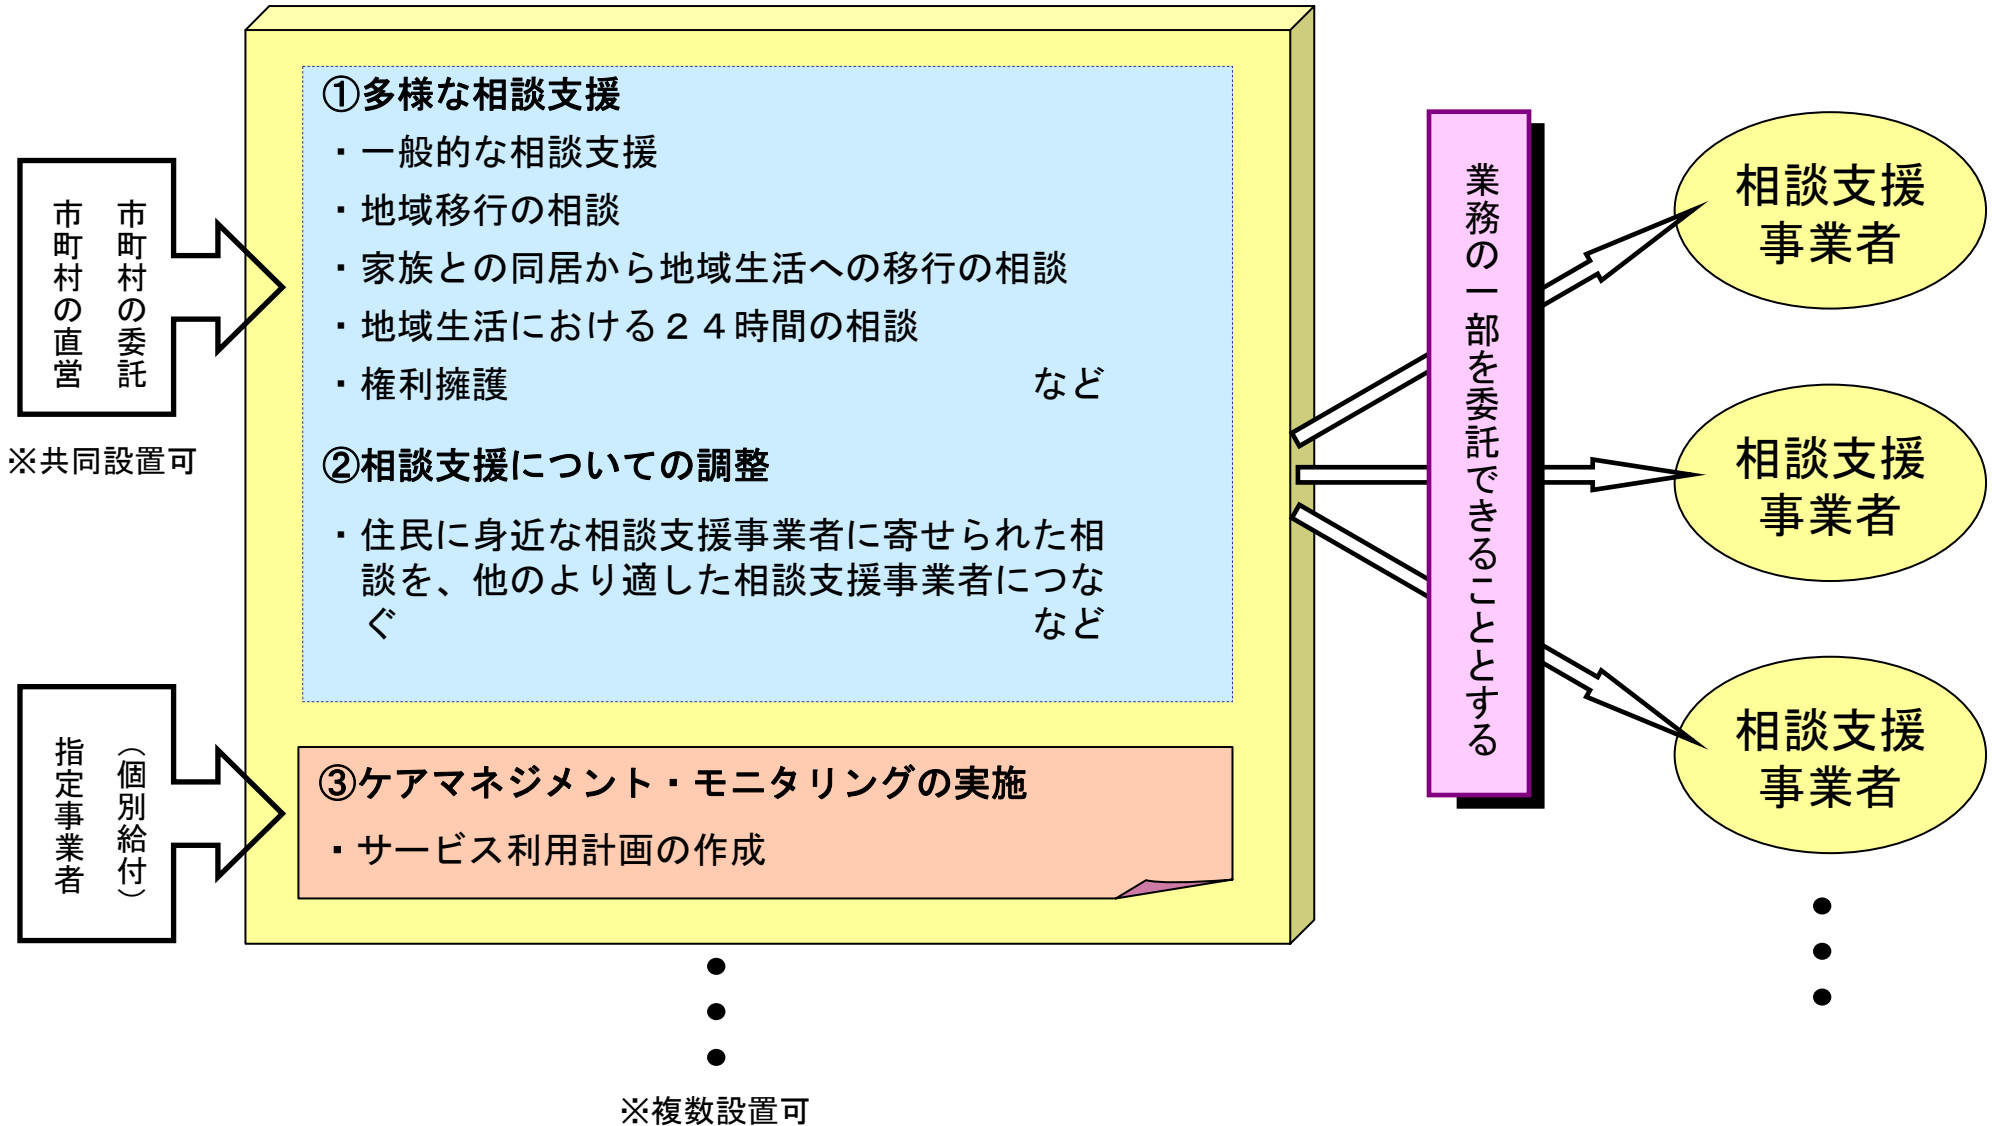 市町村の委託
市町村の直営
※共同設置可
（個別給付）
指定事業者
①多様な相談支援
・一般的な相談支援
・地域移行の相談
・家族との同居から地域生活への移行の相談
・地域生活における２４時間の相談
・権利擁護 など
②相談支援についての調整
・住民に身近な相談支援事業者に寄せられた相
談を、他のより適した相談支援事業者につな
ぐ など
③ケアマネジメント・モニタリングの実施
・サービス利用計画の作成
※複数設置可
業務の一部を委託できることとする
相談支援
事業者
相談支援
事業者
相談支援
事業者